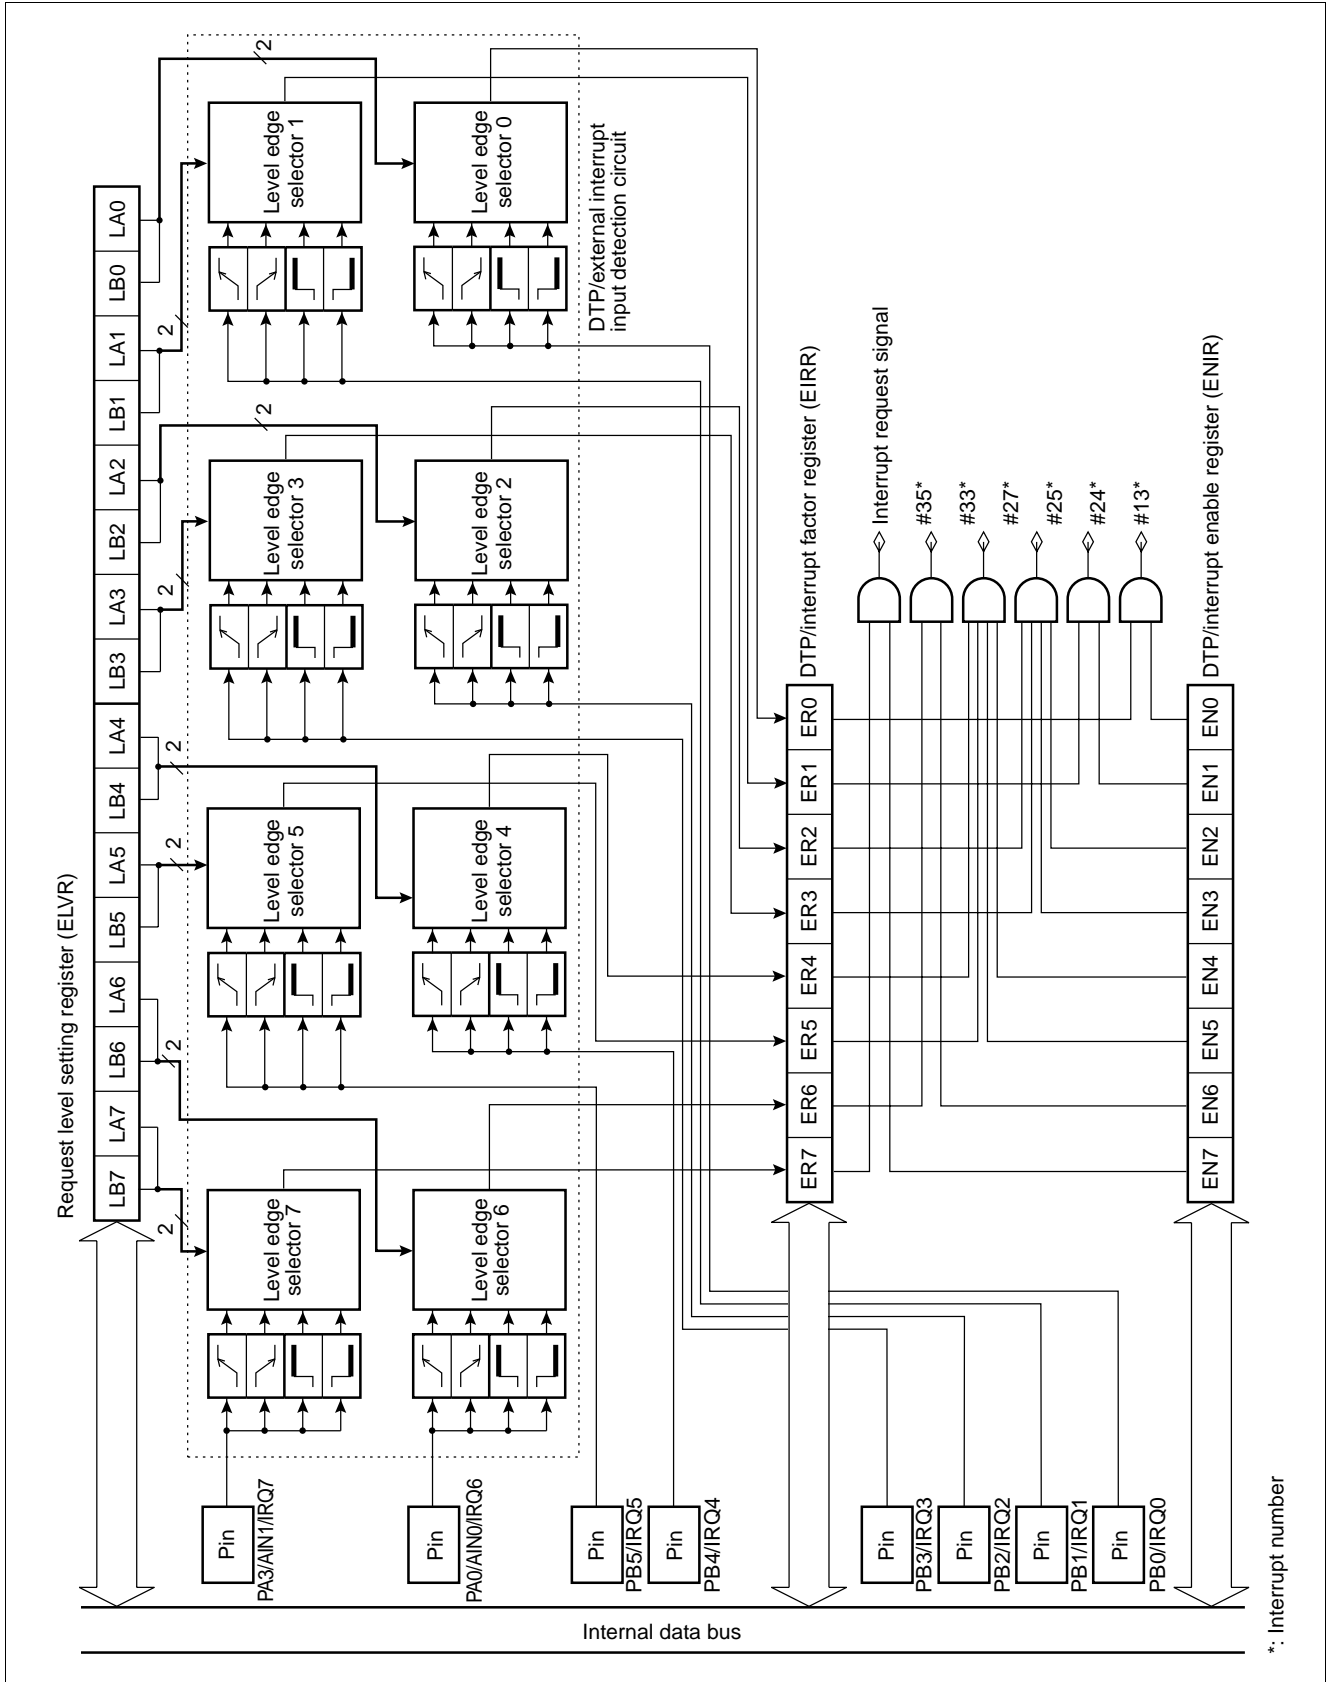 Request level setting register (ELVR)
LB7 LA7 LB6 LA6 LB5 LA5 LB4 LA4 LB3 LA3 LB2 LA2 LB1 LA1 LB0 LA0
2
2
2
2
2
2
2
2
Level edge
selector 7
Level edge
selector 5
Level edge
selector 3
Level edge
selector 1
Level edge
selector 6
Level edge
selector 4
Level edge
selector 2
Level edge
selector 0
DTP/external interrupt
input detection circuit
Pin
PA3/AIN1/IRQ7
Pin
PA0/AIN0/IRQ6
Pin
PB5/IRQ5
Pin
PB4/IRQ4
DTP/interrupt factor register (EIRR)
ER7 ER6 ER5 ER4 ER3 ER2 ER1 ER0
Pin
PB3/IRQ3
Pin
PB2/IRQ2
Pin
PB1/IRQ1
Pin
PB0/IRQ0
Interrupt request signal
#35*
#33*
#27*
#25*
#24*
#13*
DTP/interrupt enable register (ENIR)
EN7 EN6 EN5 EN4 EN3 EN2 EN1 EN0
Internal data bus
*: Interrupt number